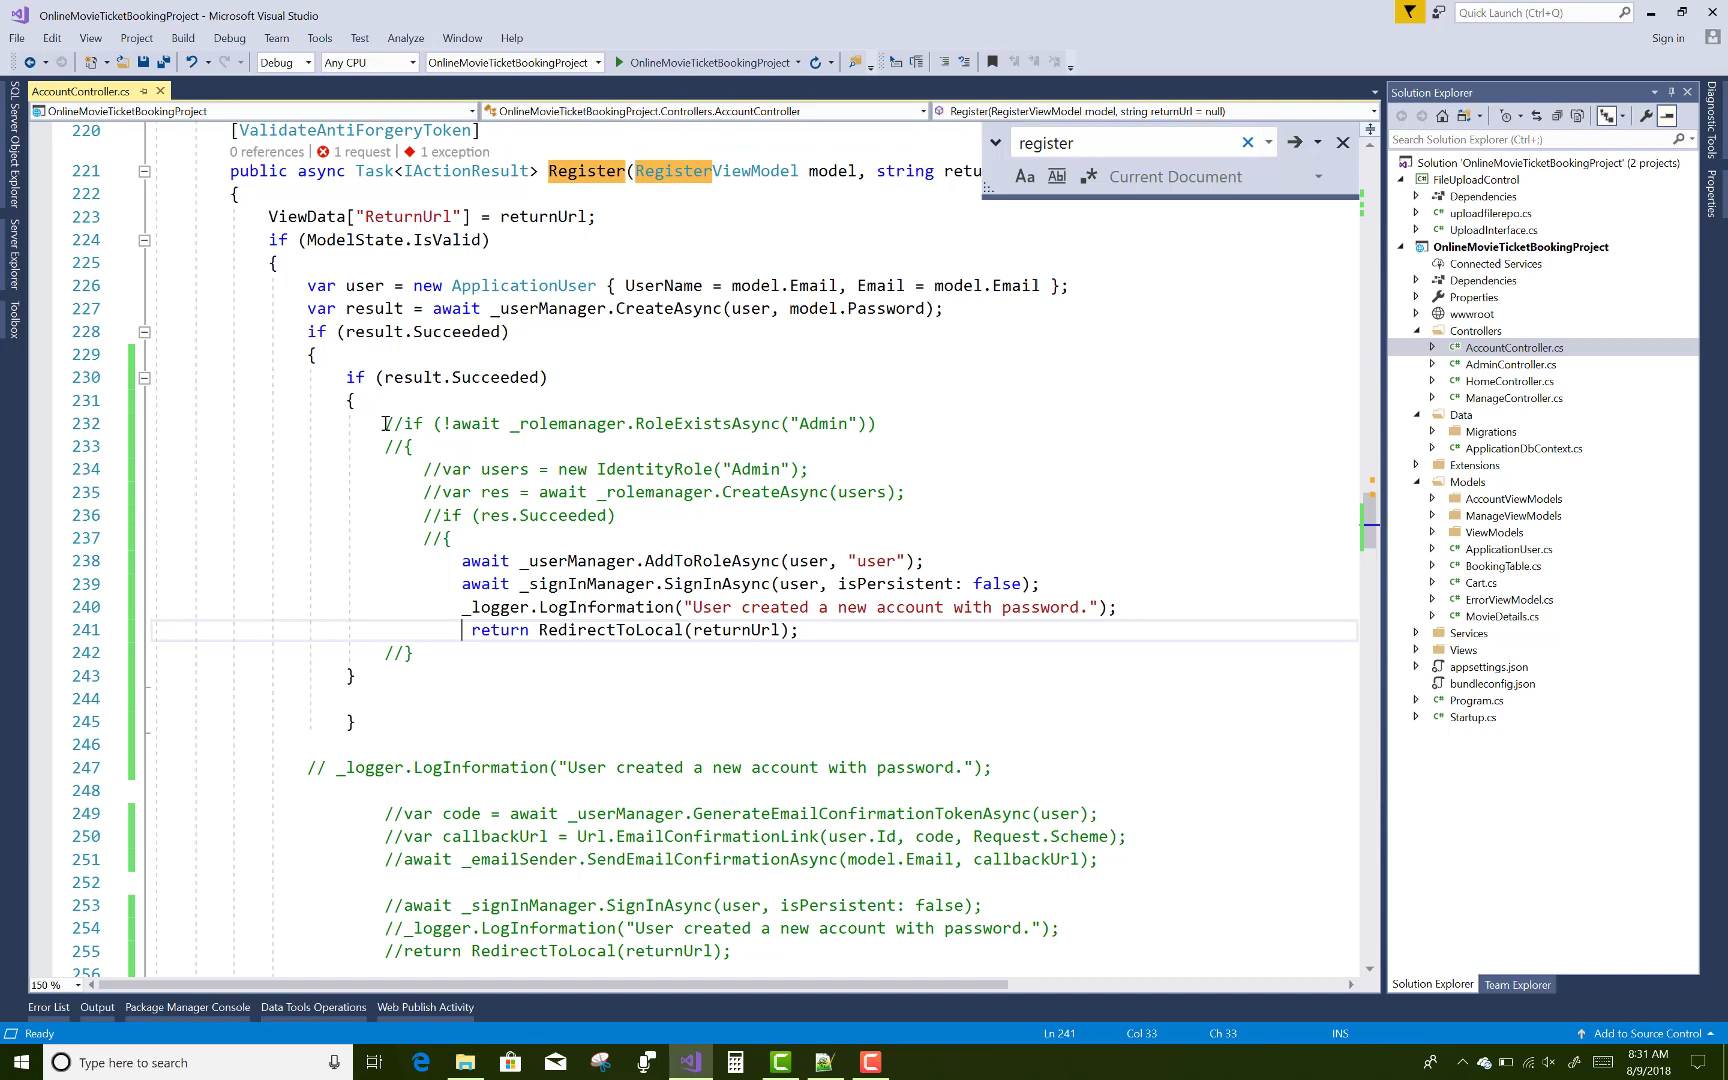 OnlineMovieTicketBookingProject - Microsoft Visual Studio
Quick Launch (Ctrl+Q)
File Edit View Project Build Debug Team Tools Test Analyze Window Help
Sign in
Debug Any CPU OnlineMovieTicketBookingProject OnlineMovieTicketBookingProject
SQL Server Object Explorer
Server Explorer
Toolbox
AccountController.cs
OnlineMovieTicketBookingProject OnlineMovieTicketBookingProject.Controllers.AccountController Register(RegisterViewModel model, string returnUrl = null)
register
Aa Abl .* Current Document
220 [ValidateAntiForgeryToken]
0 references | 1 request | 1 exception
221 public async Task<IActionResult> Register(RegisterViewModel model, string retu
222 {
223 ViewData["ReturnUrl"] = returnUrl;
224 if (ModelState.IsValid)
225 {
226 var user = new ApplicationUser { UserName = model.Email, Email = model.Email };
227 var result = await _userManager.CreateAsync(user, model.Password);
228 if (result.Succeeded)
229 {
230 if (result.Succeeded)
231 {
232 //if (!await _rolemanager.RoleExistsAsync("Admin"))
233 //{
234 //var users = new IdentityRole("Admin");
235 //var res = await _rolemanager.CreateAsync(users);
236 //if (res.Succeeded)
237 //{
238 await _userManager.AddToRoleAsync(user, "user");
239 await _signInManager.SignInAsync(user, isPersistent: false);
240 _logger.LogInformation("User created a new account with password.");
241 return RedirectToLocal(returnUrl);
242 //}
243 }
244
245 }
246
247 // _logger.LogInformation("User created a new account with password.");
248
249 //var code = await _userManager.GenerateEmailConfirmationTokenAsync(user);
250 //var callbackUrl = Url.EmailConfirmationLink(user.Id, code, Request.Scheme);
251 //await _emailSender.SendEmailConfirmationAsync(model.Email, callbackUrl);
252
253 //await _signInManager.SignInAsync(user, isPersistent: false);
254 //_logger.LogInformation("User created a new account with password.");
255 //return RedirectToLocal(returnUrl);
256
150 %
Solution Explorer
Search Solution Explorer (Ctrl+;)
Solution 'OnlineMovieTicketBookingProject' (2 projects)
FileUploadControl
Dependencies
uploadfilerepo.cs
UploadInterface.cs
OnlineMovieTicketBookingProject
Connected Services
Dependencies
Properties
wwwroot
Controllers
AccountController.cs
AdminController.cs
HomeController.cs
ManageController.cs
Data
Migrations
ApplicationDbContext.cs
Extensions
Models
AccountViewModels
ManageViewModels
ViewModels
ApplicationUser.cs
BookingTable.cs
Cart.cs
ErrorViewModel.cs
MovieDetails.cs
Services
Views
appsettings.json
bundleconfig.json
Program.cs
Startup.cs
Solution Explorer Team Explorer
Diagnostic Tools
Properties
Error List Output Package Manager Console Data Tools Operations Web Publish Activity
Ready Ln 241 Col 33 Ch 33 INS Add to Source Control
Type here to search
8:31 AM
8/9/2018